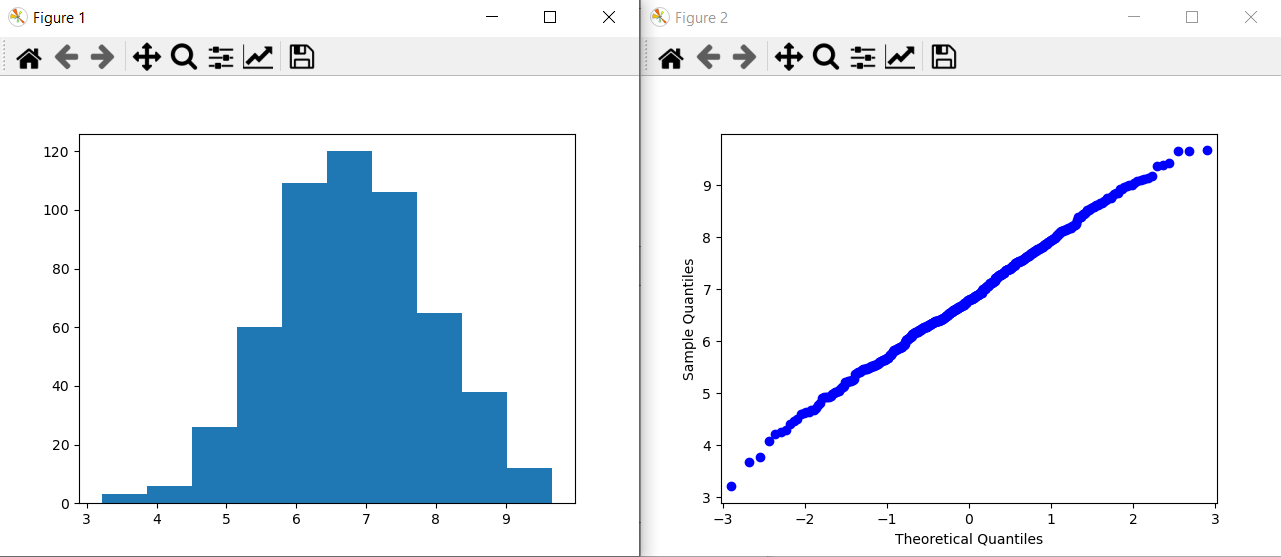 Figure 1
120
100
80
60
40
20
0
3 4 5 6 7 8 9
Figure 2
Sample Quantiles
9
8
7
6
5
4
3
−3 −2 −1 0 1 2 3
Theoretical Quantiles